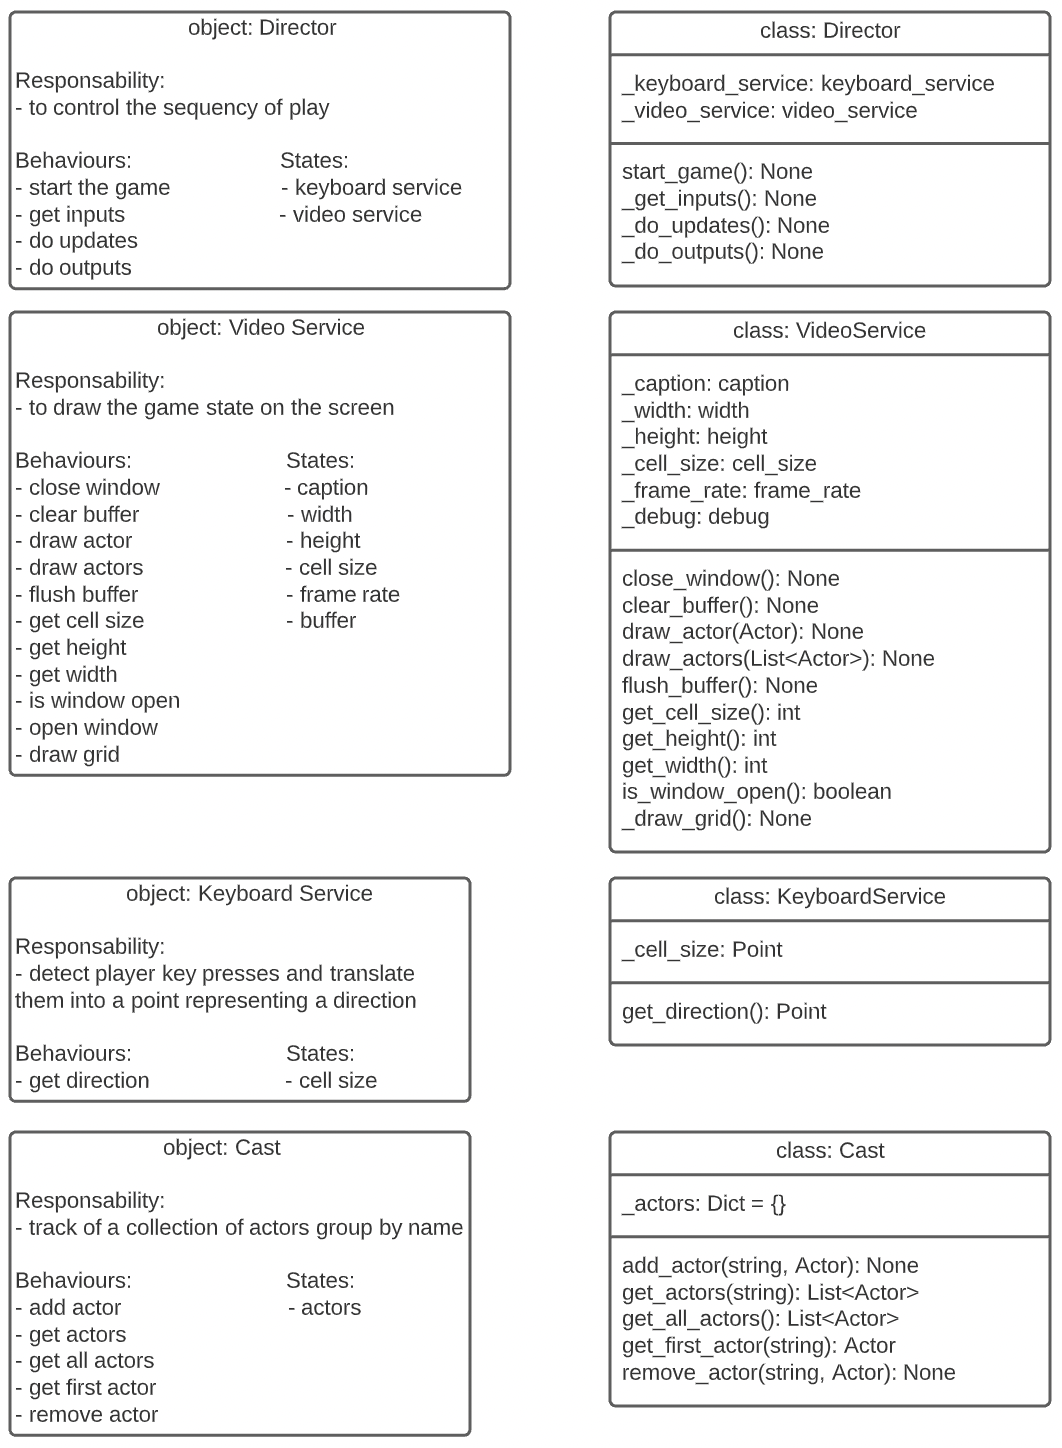 object: Director
Responsability:
- to control the sequency of play
Behaviours:
- start the game
- get inputs
- do updates
- do outputs
States:
- keyboard service
- video service
class: Director
_keyboard_service: keyboard_service
_video_service: video_service
start_game(): None
_get_inputs(): None
_do_updates(): None
_do_outputs(): None
object: Video Service
Responsability:
- to draw the game state on the screen
Behaviours:
- close window
- clear buffer
- draw actor
- draw actors
- flush buffer
- get cell size
- get height
- get width
- is window open
- open window
- draw grid
States:
- caption
- width
- height
- cell size
- frame rate
- buffer
class: VideoService
_caption: caption
_width: width
_height: height
_cell_size: cell_size
_frame_rate: frame_rate
_debug: debug
close_window(): None
clear_buffer(): None
draw_actor(Actor): None
draw_actors(List<Actor>): None
flush_buffer(): None
get_cell_size(): int
get_height(): int
get_width(): int
is_window_open(): boolean
_draw_grid(): None
object: Keyboard Service
Responsability:
- detect player key presses and translate
them into a point representing a direction
Behaviours:
- get direction
States:
- cell size
class: KeyboardService
_cell_size: Point
get_direction(): Point
object: Cast
Responsability:
- track of a collection of actors group by name
Behaviours:
- add actor
- get actors
- get all actors
- get first actor
- remove actor
States:
- actors
class: Cast
_actors: Dict = {}
add_actor(string, Actor): None
get_actors(string): List<Actor>
get_all_actors(): List<Actor>
get_first_actor(string): Actor
remove_actor(string, Actor): None